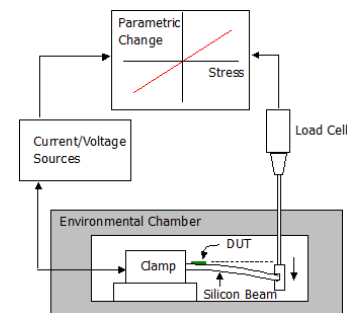 Parametric
Change
Stress
Load Cell
Current/Voltage
Sources
Environmental Chamber
DUT
Clamp
Silicon Beam